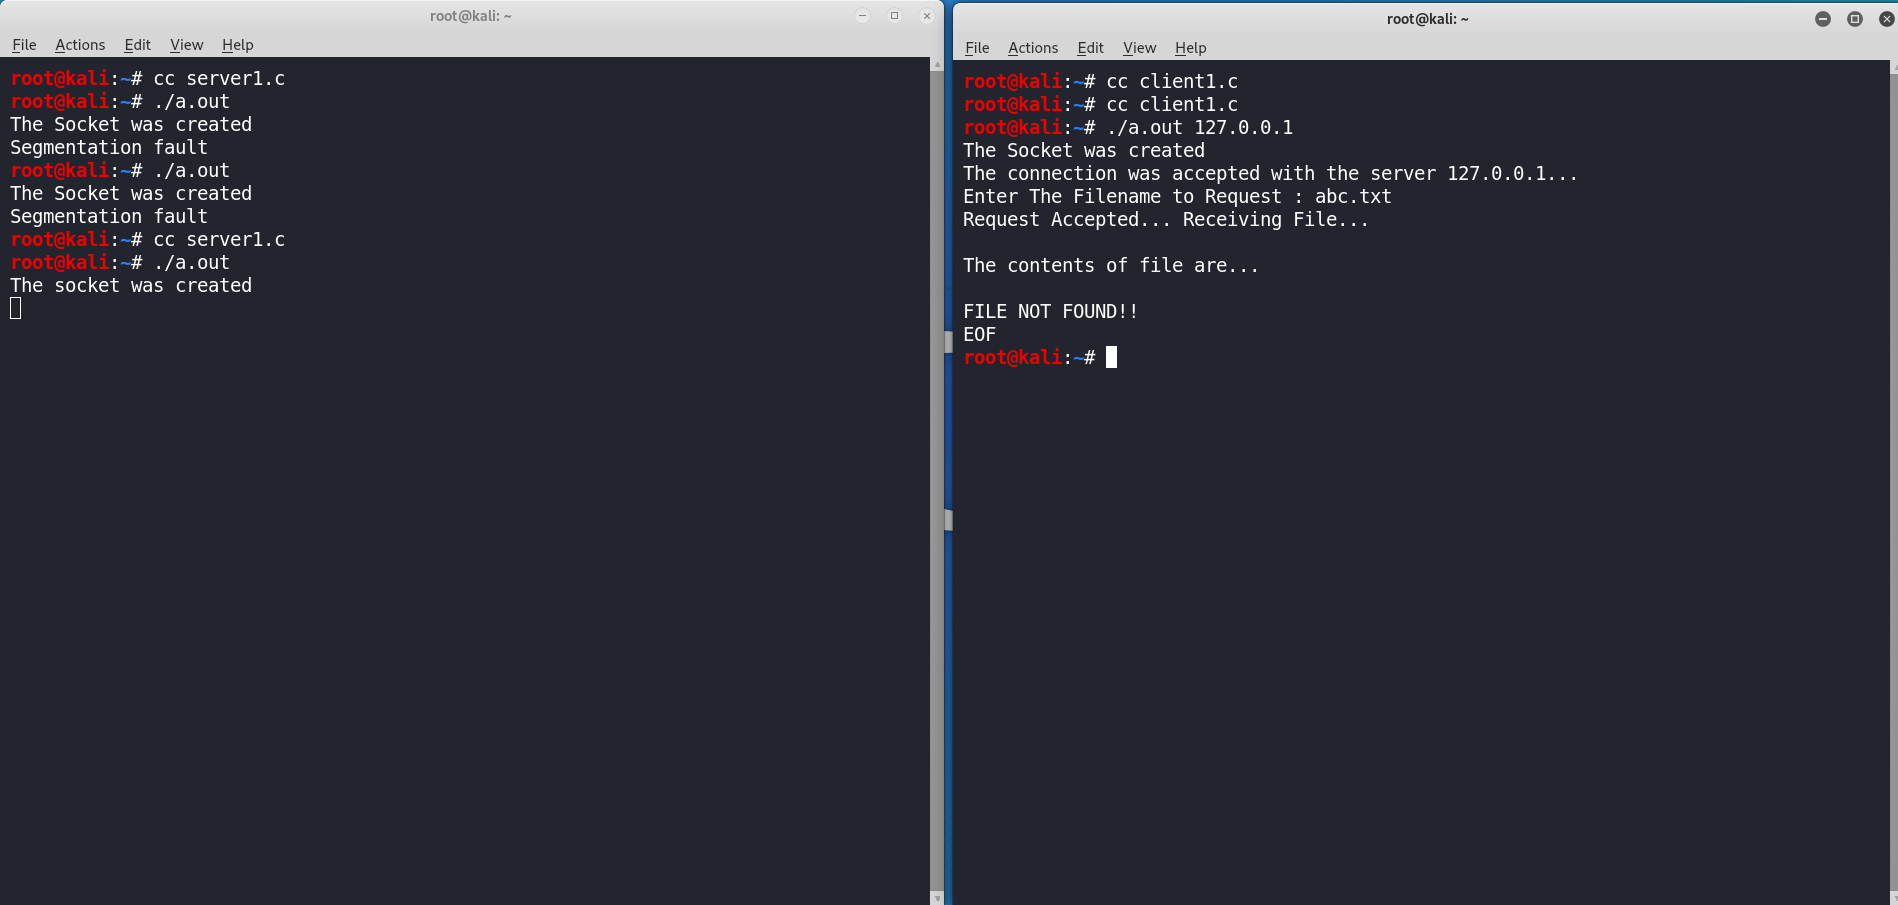 root@kali: ~
File Actions Edit View Help
root@kali:~# cc server1.c
root@kali:~# ./a.out
The Socket was created
Segmentation fault
root@kali:~# ./a.out
The Socket was created
Segmentation fault
root@kali:~# cc server1.c
root@kali:~# ./a.out
The socket was created
root@kali: ~
File Actions Edit View Help
root@kali:~# cc client1.c
root@kali:~# cc client1.c
root@kali:~# ./a.out 127.0.0.1
The Socket was created
The connection was accepted with the server 127.0.0.1...
Enter The Filename to Request : abc.txt
Request Accepted... Receiving File...
The contents of file are...
FILE NOT FOUND!!
EOF
root@kali:~#